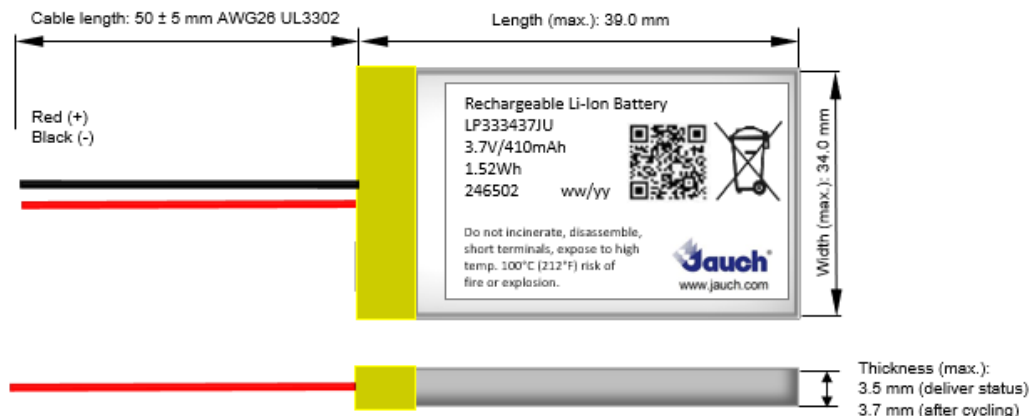 Cable length: 50 ± 5 mm AWG26 UL3302
Length (max.): 39.0 mm
Red (+)
Black (-)
Rechargeable Li-Ion Battery
LP333437JU
3.7V/410mAh
1.52Wh
246502 ww/yy
Do not incinerate, disassemble,
short terminals, expose to high
temp. 100°C (212°F) risk of
fire or explosion.
Jauch
www.jauch.com
Width (max.): 34.0 mm
Thickness (max.):
3.5 mm (deliver status)
3.7 mm (after cycling)